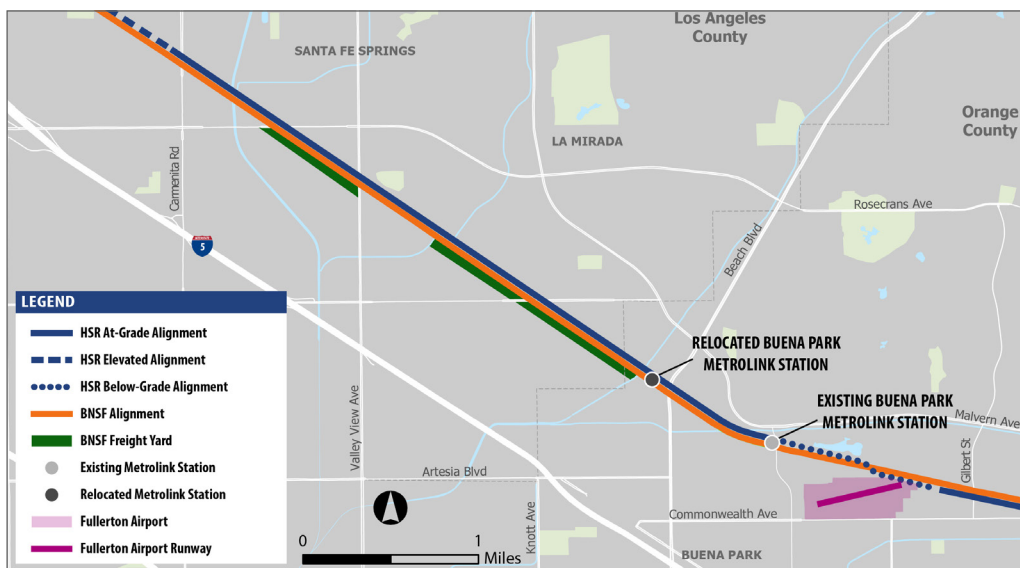 Los Angeles
County
SANTA FE SPRINGS
Orange
County
LA MIRADA
Carmenita Rd
Rosecrans Ave
5
Beach Blvd
LEGEND
HSR At-Grade Alignment
HSR Elevated Alignment
HSR Below-Grade Alignment
BNSF Alignment
BNSF Freight Yard
Existing Metrolink Station
Relocated Metrolink Station
Fullerton Airport
Fullerton Airport Runway
RELOCATED BUENA PARK
METROLINK STATION
EXISTING BUENA PARK
METROLINK STATION
Malvern Ave
Valley View Ave
Gilbert St
Artesia Blvd
Knott Ave
Commonwealth Ave
0 1
Miles
BUENA PARK